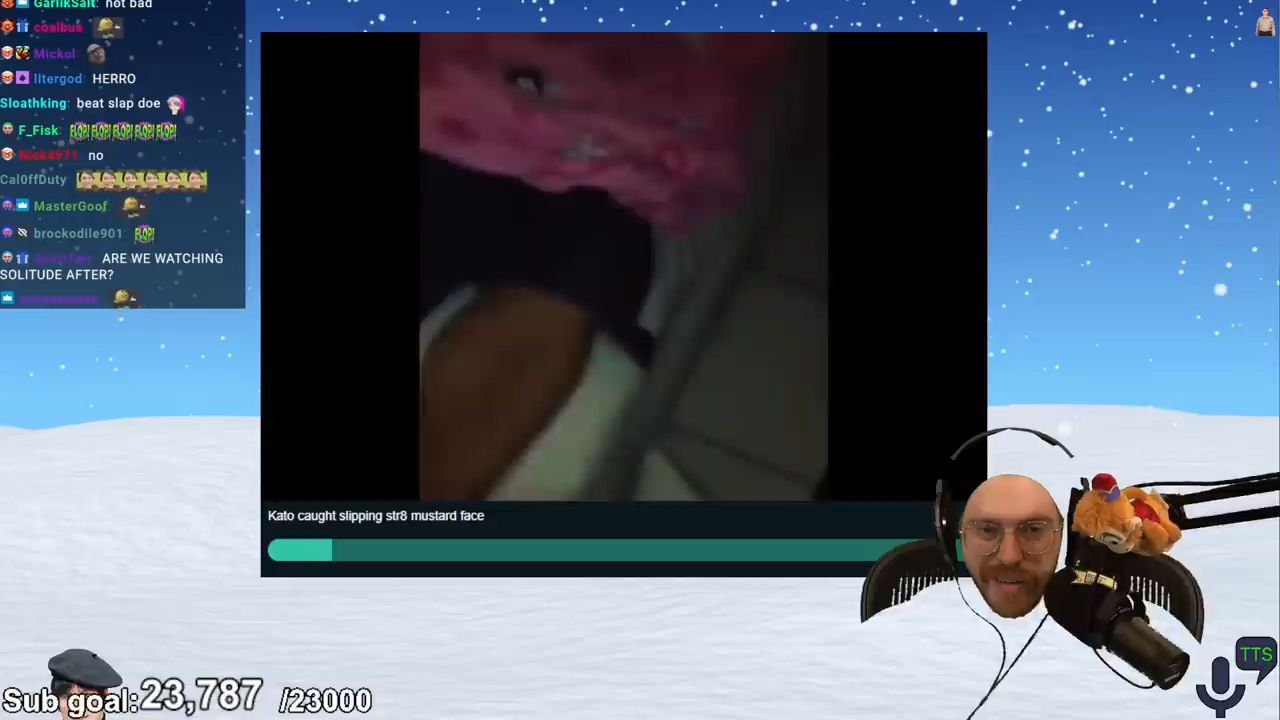 GarlikSalt: not bad
coalbus
Mickol
Iltergod: HERRO
Sloathking: beat slap doe
F_Fisk: FLOP! FLOP! FLOP! FLOP! FLOP!
Nick4971 no
Cal0ffDuty
MasterGoof
brockodile901 FLOP!
ARE WE WATCHING
SOLITUDE AFTER?
Kato caught slipping str8 mustard face
TTS
Sub goal: 23,787 /23000